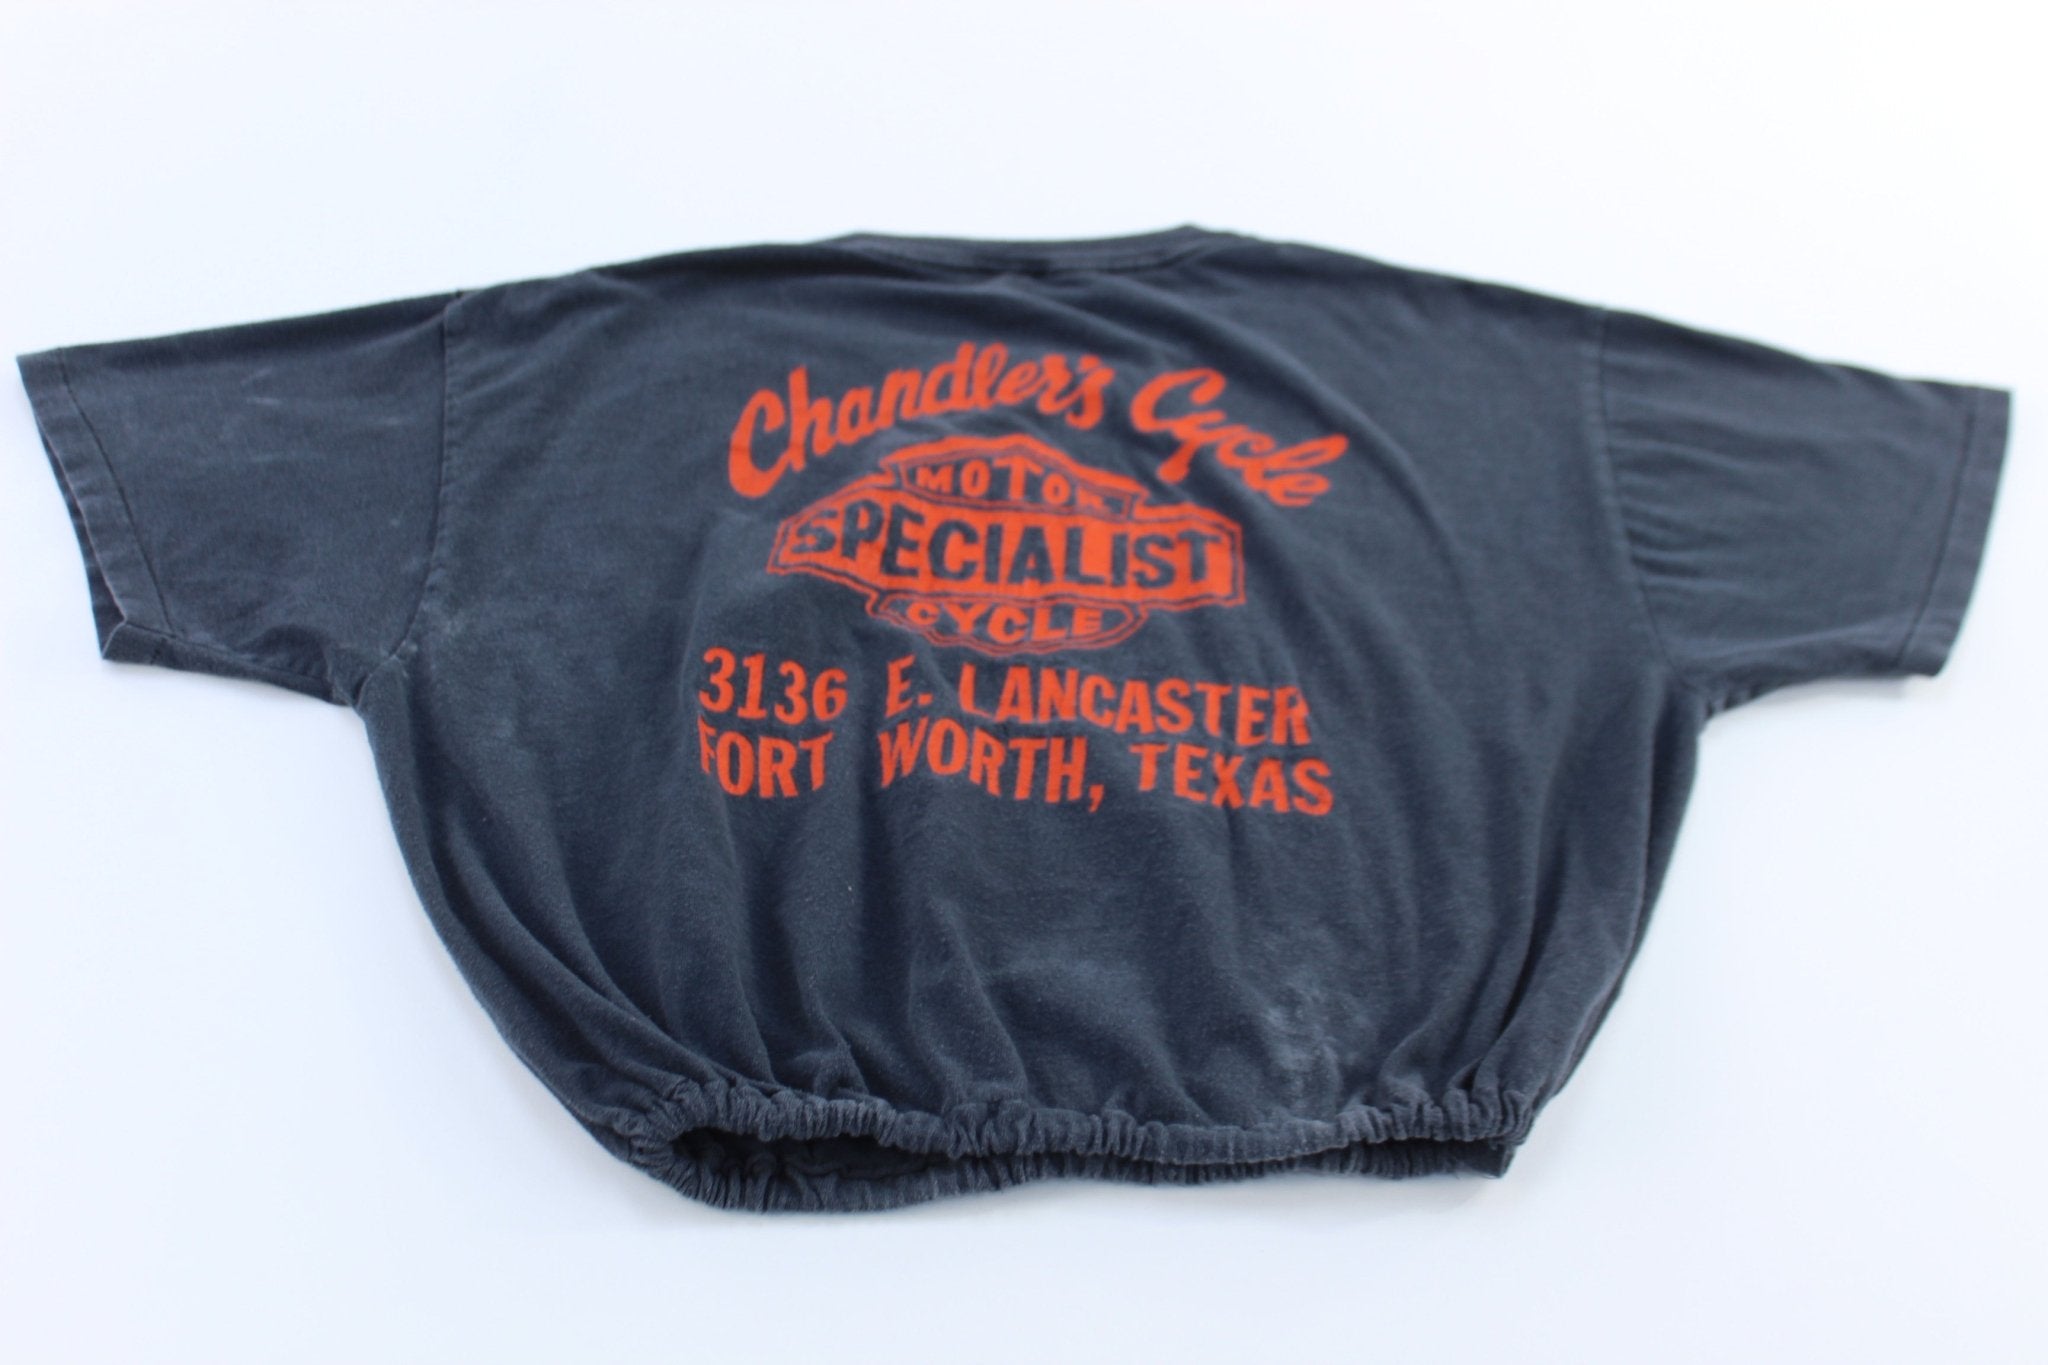 Chandler's Cycle
MOTOR
SPECIALIST
CYCLE
3136 E. LANCASTER
FORT WORTH, TEXAS